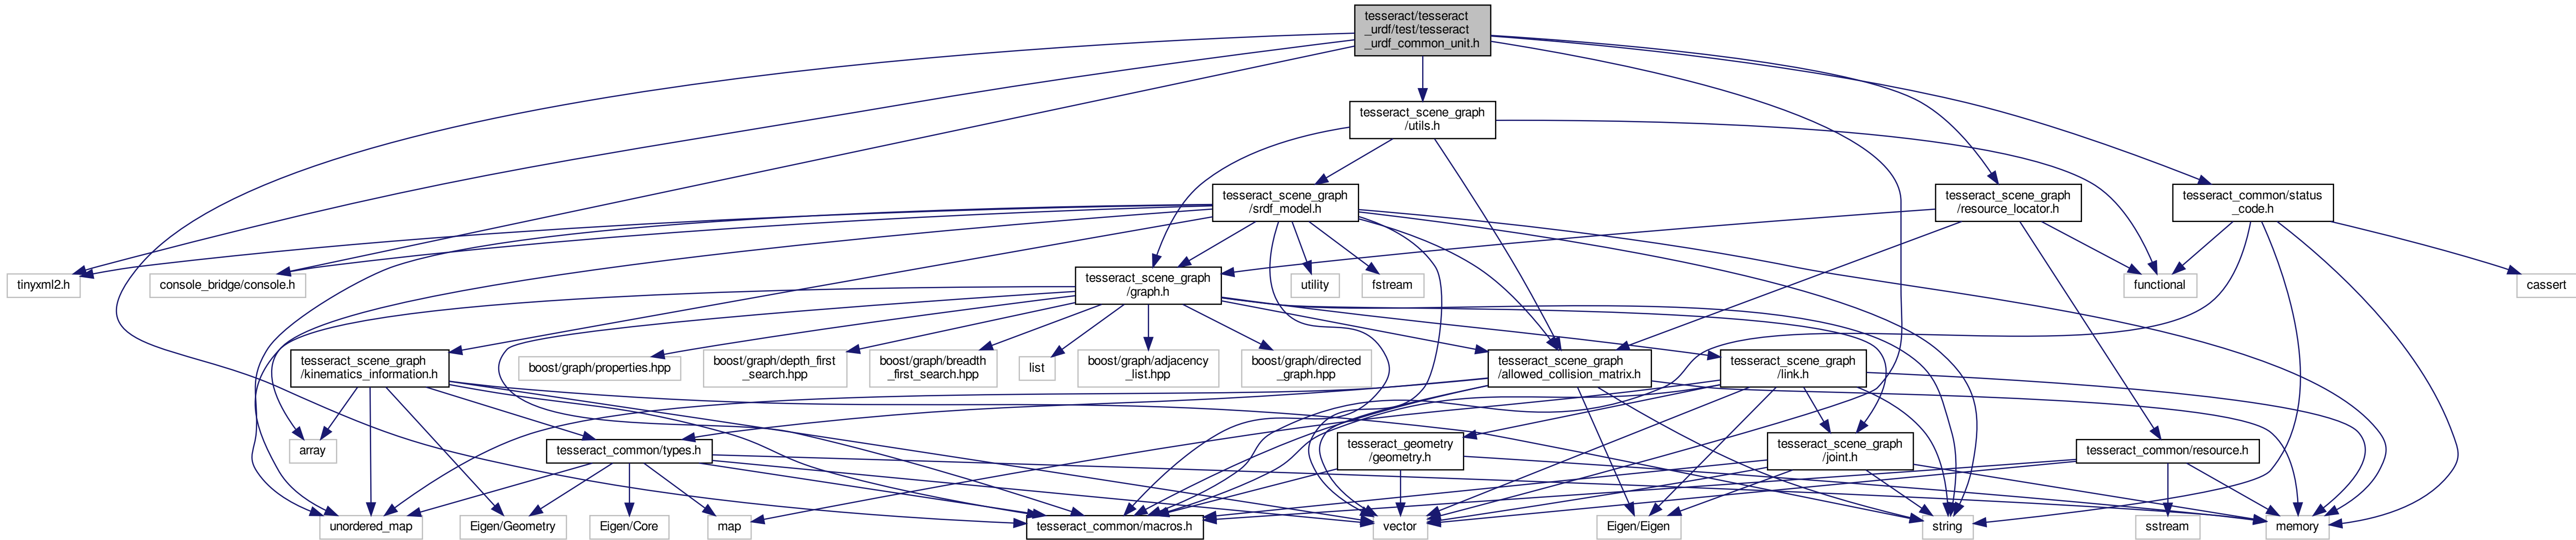 tesseract/tesseract
_urdf/test/tesseract
_urdf_common_unit.h
tesseract_scene_graph
/utils.h
tesseract_scene_graph
/srdf_model.h
tesseract_scene_graph
/resource_locator.h
tesseract_common/status
_code.h
tinyxml2.h
console_bridge/console.h
tesseract_scene_graph
/graph.h
utility
fstream
functional
cassert
tesseract_scene_graph
/kinematics_information.h
boost/graph/properties.hpp
boost/graph/depth_first
_search.hpp
boost/graph/breadth
_first_search.hpp
list
boost/graph/adjacency
_list.hpp
boost/graph/directed
_graph.hpp
tesseract_scene_graph
/allowed_collision_matrix.h
tesseract_scene_graph
/link.h
array
tesseract_common/types.h
tesseract_geometry
/geometry.h
tesseract_scene_graph
/joint.h
tesseract_common/resource.h
unordered_map
Eigen/Geometry
Eigen/Core
map
tesseract_common/macros.h
vector
Eigen/Eigen
string
sstream
memory